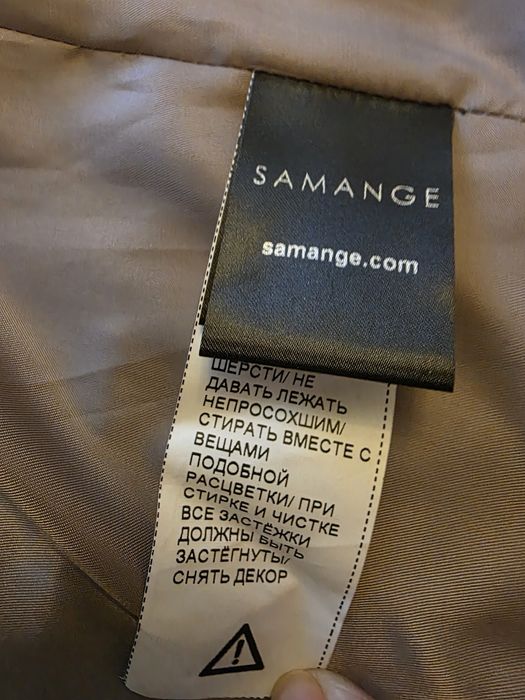 SAMANGE
samange.com
ШЕРСТИ/ НЕ
ДАВАТЬ ЛЕЖАТЬ
НЕПРОСОХШИМ/
СТИРАТЬ ВМЕСТЕ С
ВЕЩАМИ
ПОДОБНОЙ
РАСЦВЕТКИ/ ПРИ
СТИРКЕ И ЧИСТКЕ
ВСЕ ЗАСТЁЖКИ
ДОЛЖНЫ БЫТЬ
ЗАСТЁГНУТЫ/
СНЯТЬ ДЕКОР